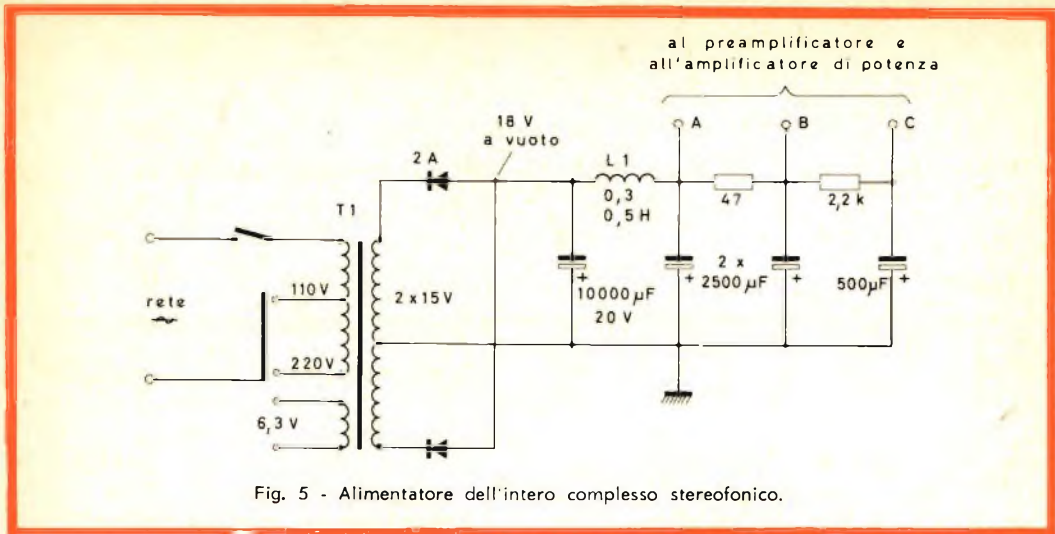 al preamplificatore e
all'amplificatore di potenza
A
B
C
18 V
a vuoto
2 A
L 1
0,3
0,5 H
47
2,2 k
T 1
rete
~
110 V
220 V
6,3 V
2 x 15 V
+
10000 µF
20 V
+
2 x
2500 µF
+
500 µF
+
Fig. 5 - Alimentatore dell'intero complesso stereofonico.